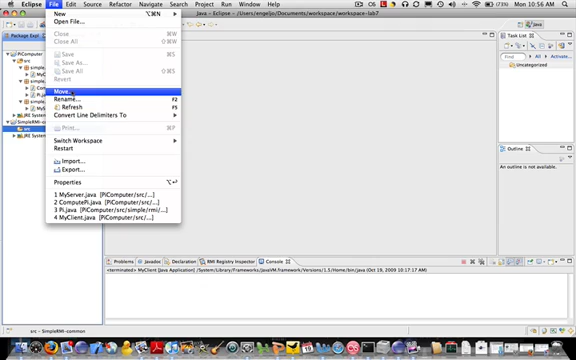 Eclipse File Edit Source Refactor Navigate Search Project Run Window Help Mon 10:56 AM
Java - Eclipse - /Users/engeljo/Documents/workspace/workspace-lab7
New
Open File...
Close ⌘W
Close All ⇧⌘W
Save ⌘S
Save As...
Save All ⇧⌘S
Revert
Move...
Rename... F2
Refresh F5
Convert Line Delimiters To
Print... ⌘P
Switch Workspace
Restart
Import...
Export...
Properties
1 MyServer.java [PiComputer/src/...]
2 ComputePi.java [PiComputer/src/...]
3 Pi.java [PiComputer/src/simple/rmi/...]
4 MyClient.java [PiComputer/src/...]
Package Expl
PiComputer
src
SimpleRMI-common
src
Java
Task List
Find
All
Activate...
Uncategorized
Outline
An outline is not available.
Problems Javadoc Declaration RMI Registry Inspector Console
<terminated> MyClient [Java Application] /System/Library/Frameworks/JavaVM.framework/Versions/1.5/Home/bin/java (Oct 19, 2009 10:17:17 AM)
src - SimpleRMI-common